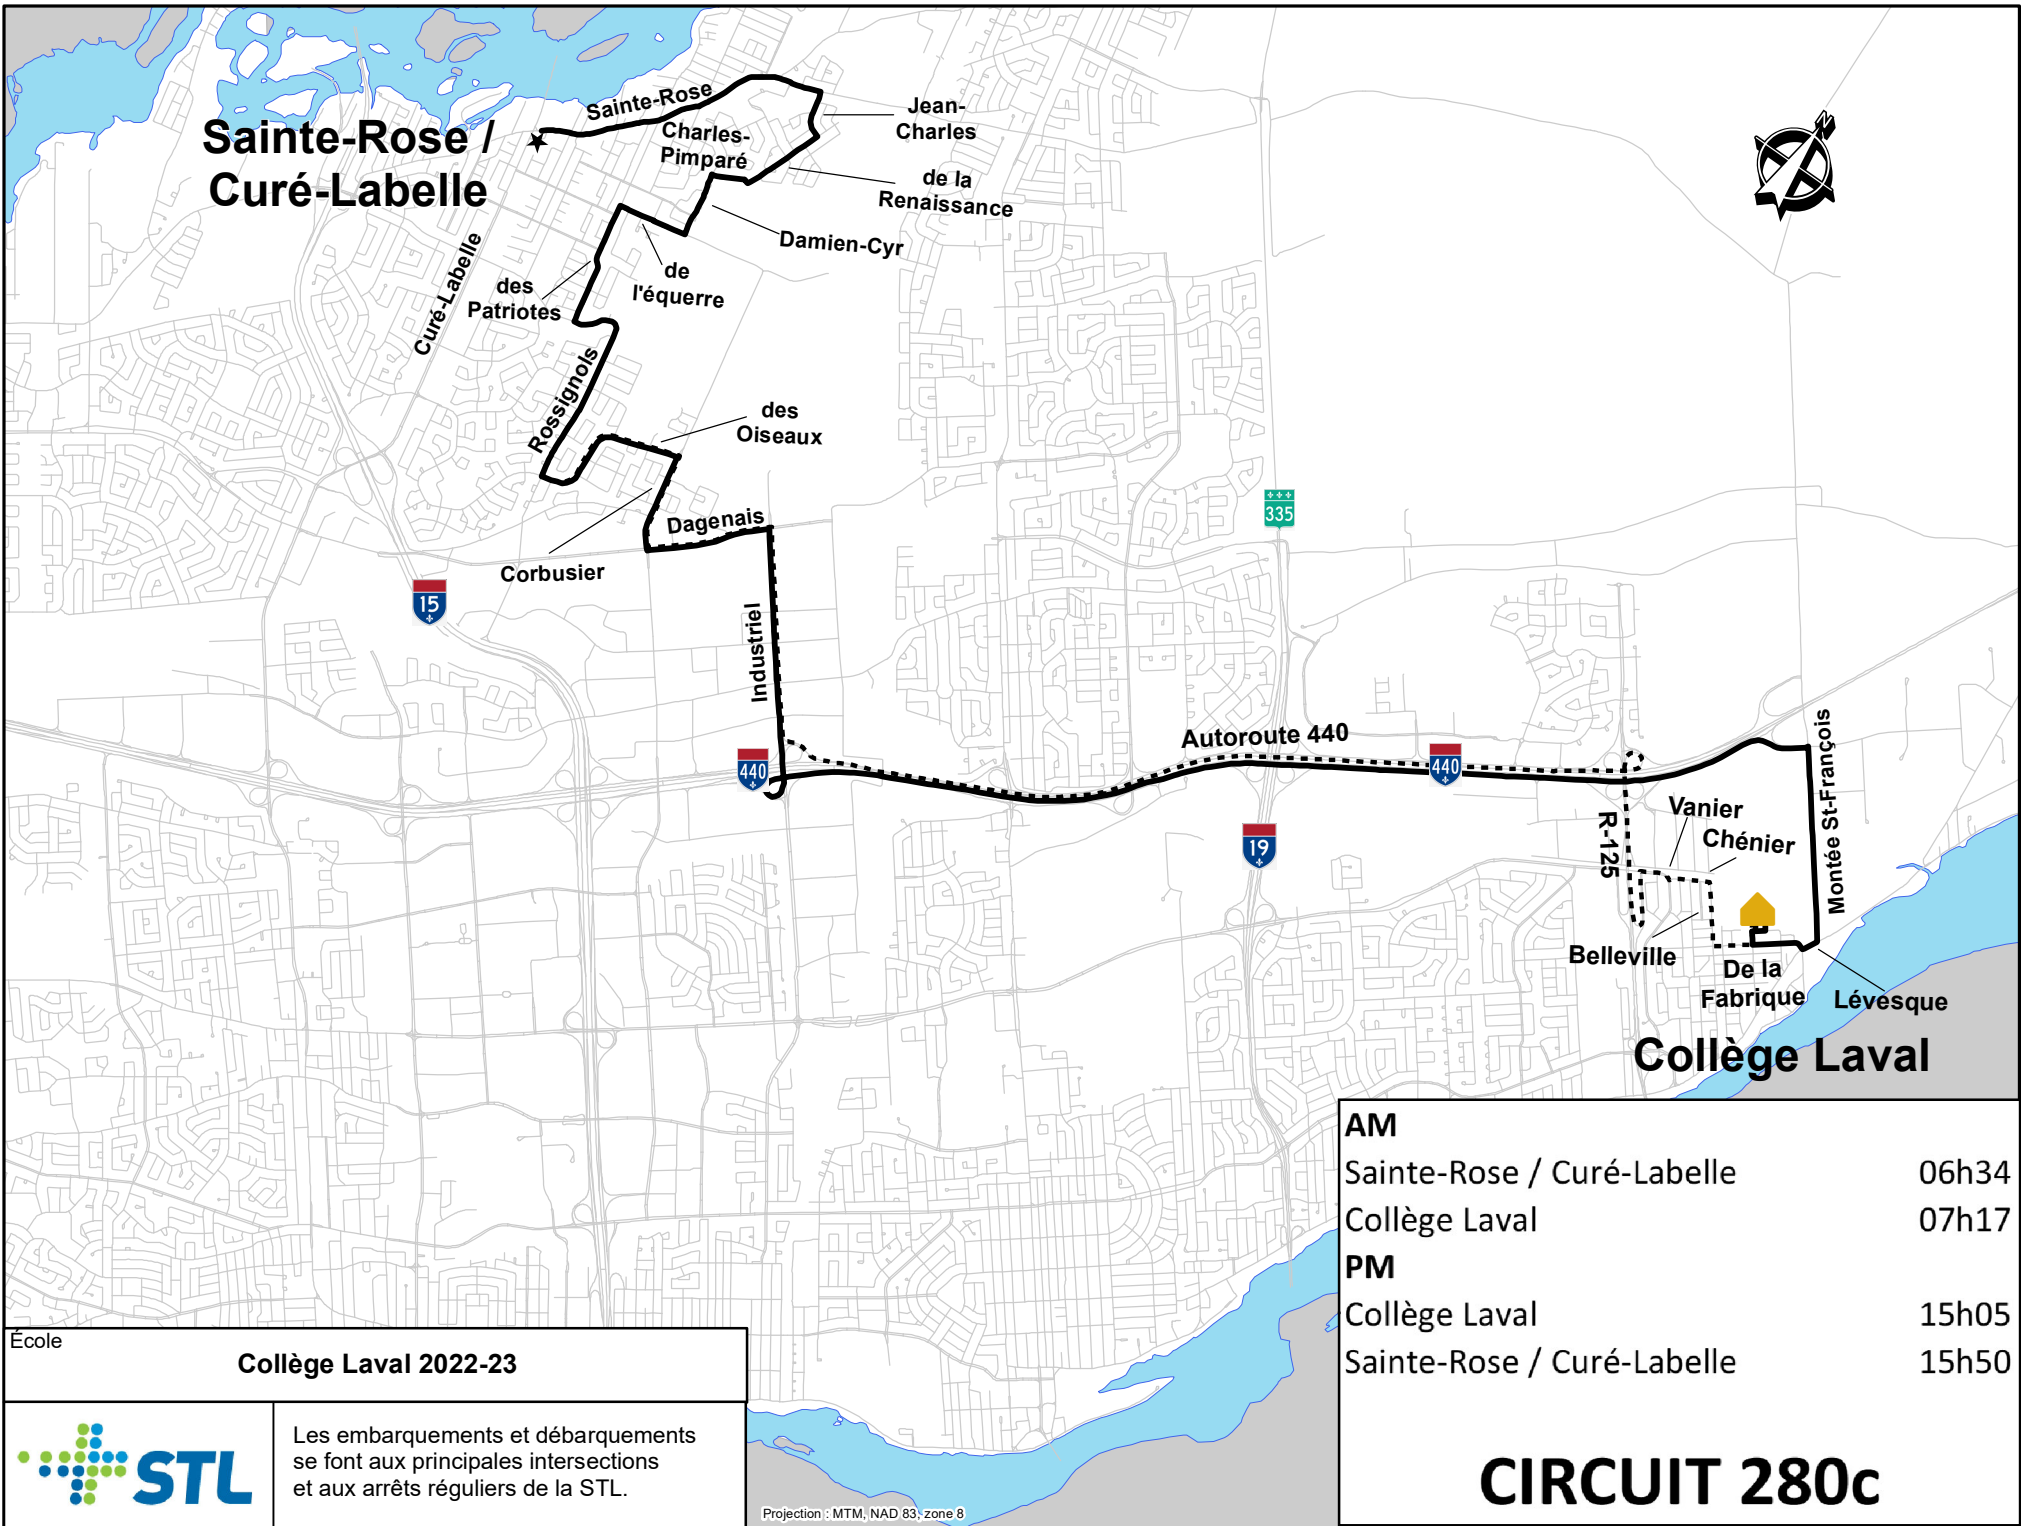 Sainte-Rose /
Curé-Labelle
Sainte-Rose
Charles-
Pimparé
Jean-
Charles
de la
Renaissance
Damien-Cyr
de
l'équerre
des
Patriotes
Curé-Labelle
Rossignols
des
Oiseaux
Dagenais
Corbusier
Industriel
15
335
440
Autoroute 440
440
19
R-125
Vanier
Chénier
Montée St-François
Belleville
De la
Fabrique
Lévesque
Collège Laval
N
AM
Sainte-Rose / Curé-Labelle 06h34
Collège Laval 07h17
PM
Collège Laval 15h05
Sainte-Rose / Curé-Labelle 15h50
CIRCUIT 280c
École
Collège Laval 2022-23
STL
Les embarquements et débarquements
se font aux principales intersections
et aux arrêts réguliers de la STL.
Projection : MTM, NAD 83, zone 8